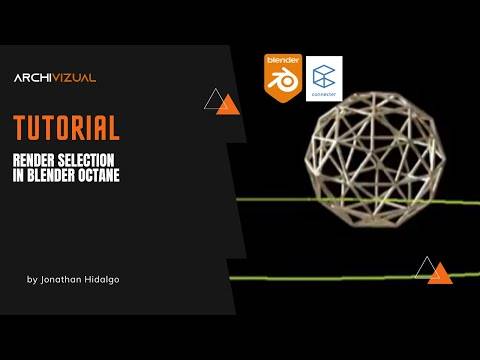 ARCHIVIZUAL
TUTORIAL
RENDER SELECTION
IN BLENDER OCTANE
by Jonathan Hidalgo
blender
connecter